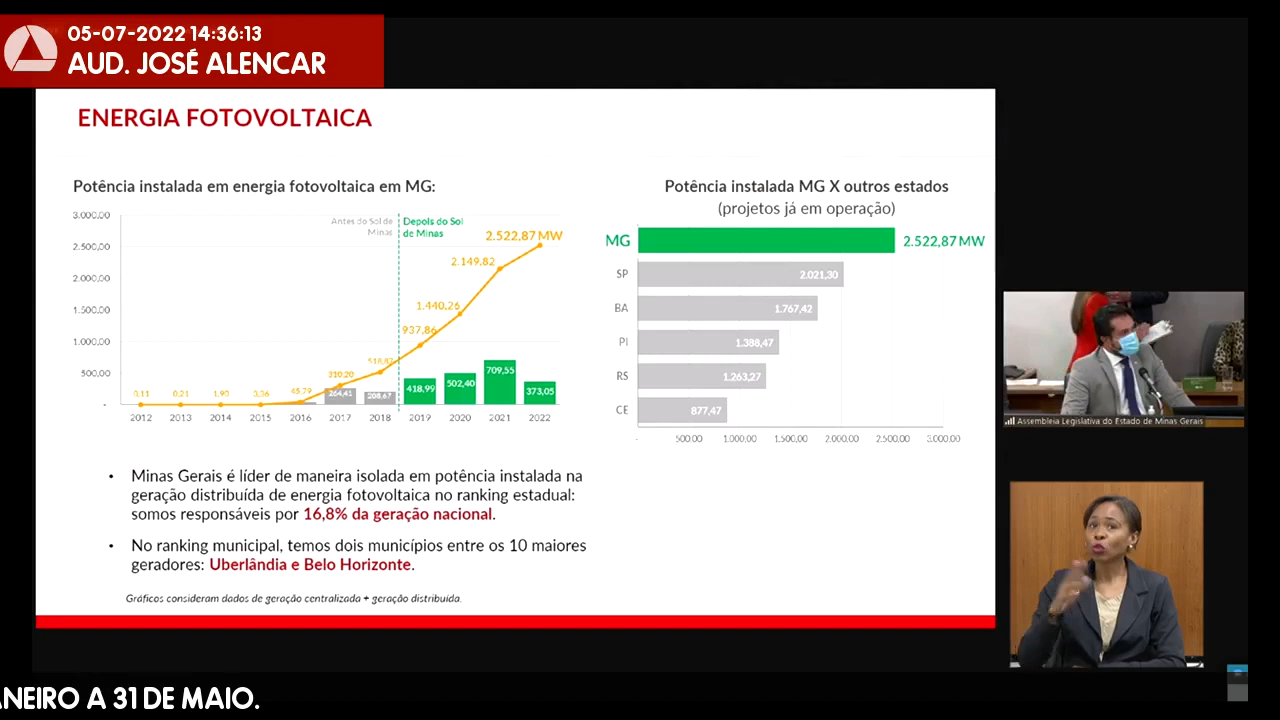 05-07-2022 14:36:13
AUD. JOSÉ ALENCAR
ENERGIA FOTOVOLTAICA
Potência instalada em energia fotovoltaica em MG:
3.000,00
2.500,00
2.000,00
1.500,00
1.000,00
500,00
-
Antes do Sol de
Minas
Depois do Sol
de Minas
2.522,87 MW
2.149,82
1.440,26
937,86
518,87
310,20
45,79
3,36
1,90
0,21
0,11
264,41
208,67
418,99
502,40
709,55
373,05
2012 2013 2014 2015 2016 2017 2018 2019 2020 2021 2022
Potência instalada MG X outros estados
(projetos já em operação)
MG 2.522,87 MW
SP 2.021,30
BA 1.767,42
PI 1.388,47
RS 1.263,27
CE 877,47
- 500,00 1.000,00 1.500,00 2.000,00 2.500,00 3.000,00
• Minas Gerais é líder de maneira isolada em potência instalada na
geração distribuída de energia fotovoltaica no ranking estadual:
somos responsáveis por 16,8% da geração nacional.
• No ranking municipal, temos dois municípios entre os 10 maiores
geradores: Uberlândia e Belo Horizonte.
Gráficos consideram dados de geração centralizada + geração distribuída.
Assembleia Legislativa do Estado de Minas Gerais
ANEIRO A 31 DE MAIO.